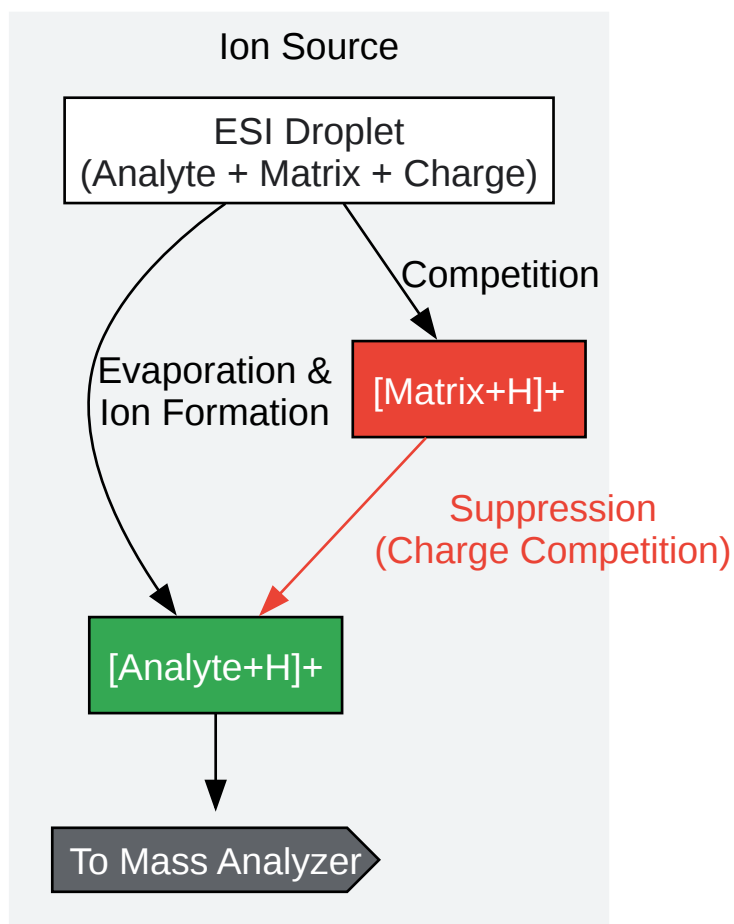 Ion Source
ESI Droplet
(Analyte + Matrix + Charge)
Competition
Evaporation &
Ion Formation
[Matrix+H]+
Suppression
(Charge Competition)
[Analyte+H]+
To Mass Analyzer